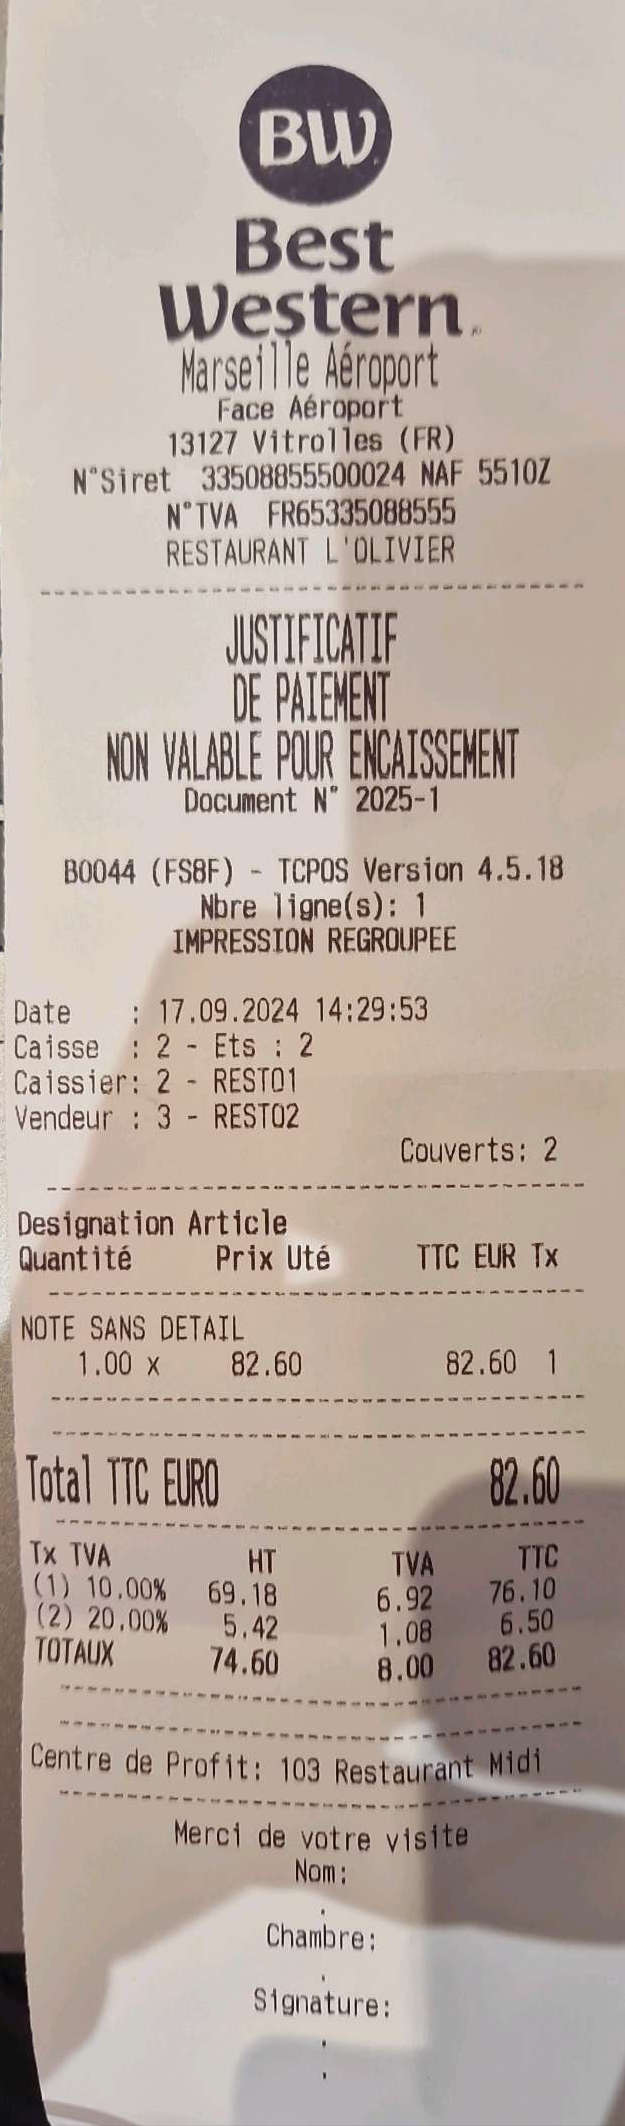 BW
Best
Western
Marseille Aéroport
Face Aéroport
13127 Vitrolles (FR)
N°Siret 33508855500024 NAF 5510Z
N°TVA FR65335088555
RESTAURANT L'OLIVIER
JUSTIFICATIF
DE PAIEMENT
NON VALABLE POUR ENCAISSEMENT
Document N° 2025-1
B0044 (FS8F) - TCPOS Version 4.5.18
Nbre ligne(s): 1
IMPRESSION REGROUPEE
Date : 17.09.2024 14:29:53
Caisse : 2 - Ets : 2
Caissier: 2 - RESTO1
Vendeur : 3 - RESTO2
Couverts: 2
Designation Article
Quantité Prix Uté TTC EUR Tx
NOTE SANS DETAIL
1.00 x 82.60 82.60 1
Total TTC EURO 82.60
Tx TVA HT TVA TTC
(1) 10.00% 69.18 6.92 76.10
(2) 20.00% 5.42 1.08 6.50
TOTAUX 74.60 8.00 82.60
Centre de Profit: 103 Restaurant Midi
Merci de votre visite
Nom:
.
Chambre:
.
Signature:
.
.